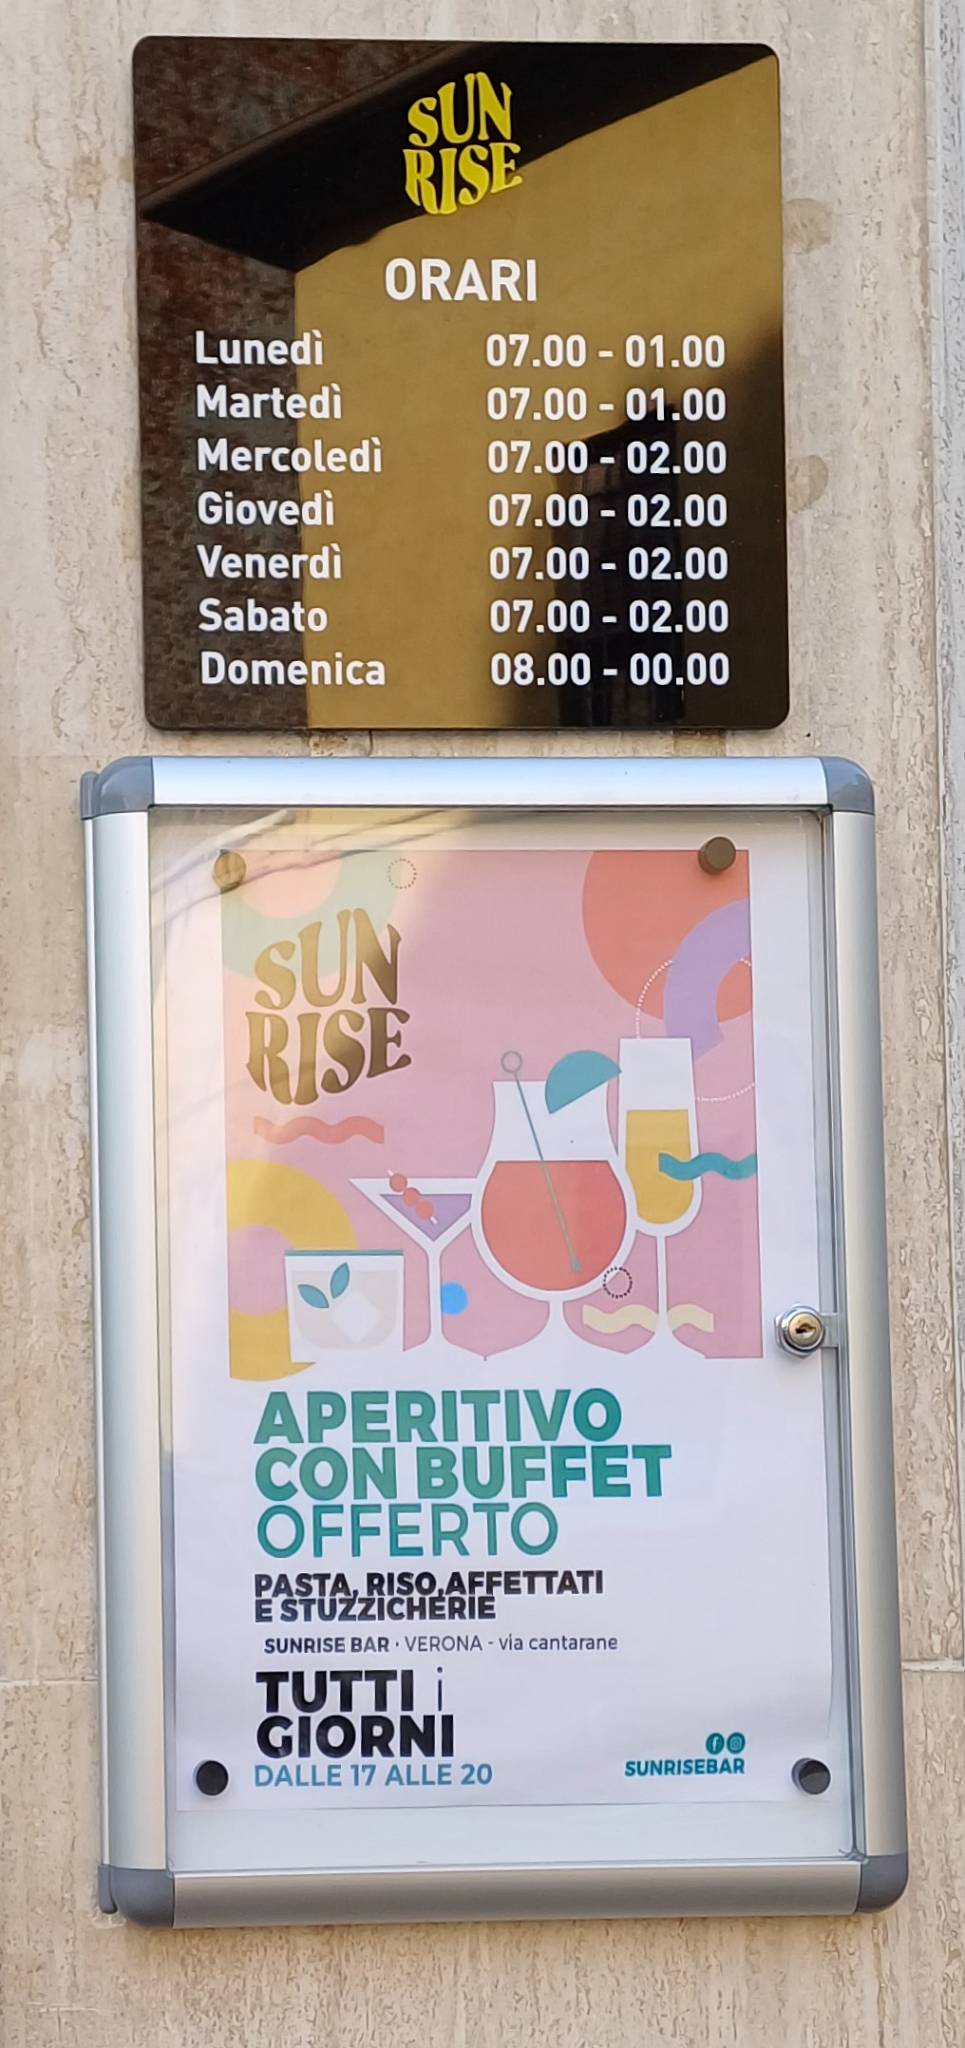 SUN
RISE
ORARI
Lunedì 07.00 - 01.00
Martedì 07.00 - 01.00
Mercoledì 07.00 - 02.00
Giovedì 07.00 - 02.00
Venerdì 07.00 - 02.00
Sabato 07.00 - 02.00
Domenica 08.00 - 00.00
SUN
RISE
APERITIVO
CON BUFFET
OFFERTO
PASTA, RISO,AFFETTATI
E STUZZICHERIE
SUNRISE BAR · VERONA - via cantarane
TUTTI i
GIORNI
DALLE 17 ALLE 20
SUNRISEBAR